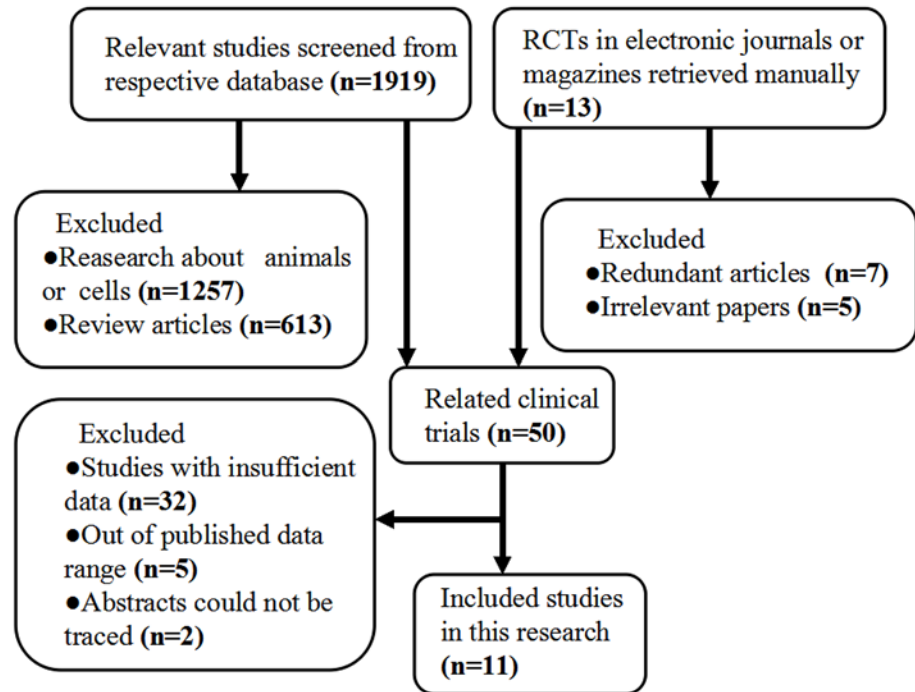 Relevant studies screened from
respective database (n=1919)
RCTs in electronic journals or
magazines retrieved manually
(n=13)
Excluded
●Reasearch about animals
or cells (n=1257)
●Review articles (n=613)
Excluded
●Redundant articles (n=7)
●Irrelevant papers (n=5)
Related clinical
trials (n=50)
Excluded
●Studies with insufficient
data (n=32)
●Out of published data
range (n=5)
●Abstracts could not be
traced (n=2)
Included studies
in this research
(n=11)